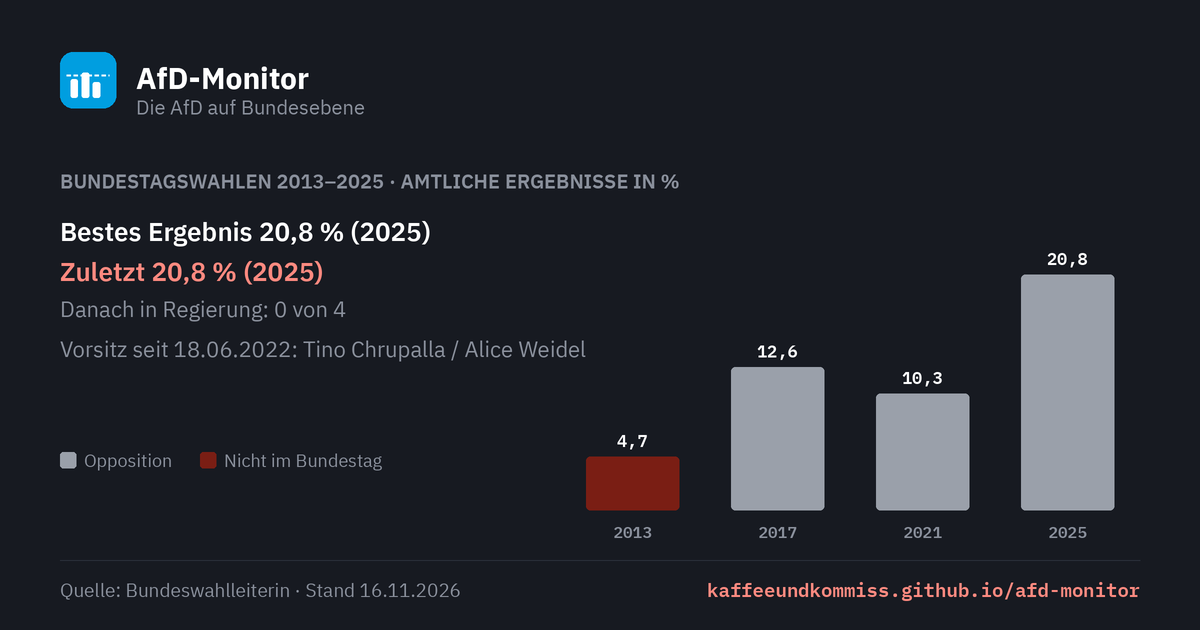 AfD-Monitor
Die AfD auf Bundesebene
BUNDESTAGSWAHLEN 2013–2025 · AMTLICHE ERGEBNISSE IN %
Bestes Ergebnis 20,8 % (2025)
Zuletzt 20,8 % (2025)
Danach in Regierung: 0 von 4
Vorsitz seit 18.06.2022: Tino Chrupalla / Alice Weidel
Opposition
Nicht im Bundestag
4,7
12,6
10,3
20,8
2013
2017
2021
2025
Quelle: Bundeswahlleiterin · Stand 16.11.2026
kaffeeundkommiss.github.io/afd-monitor